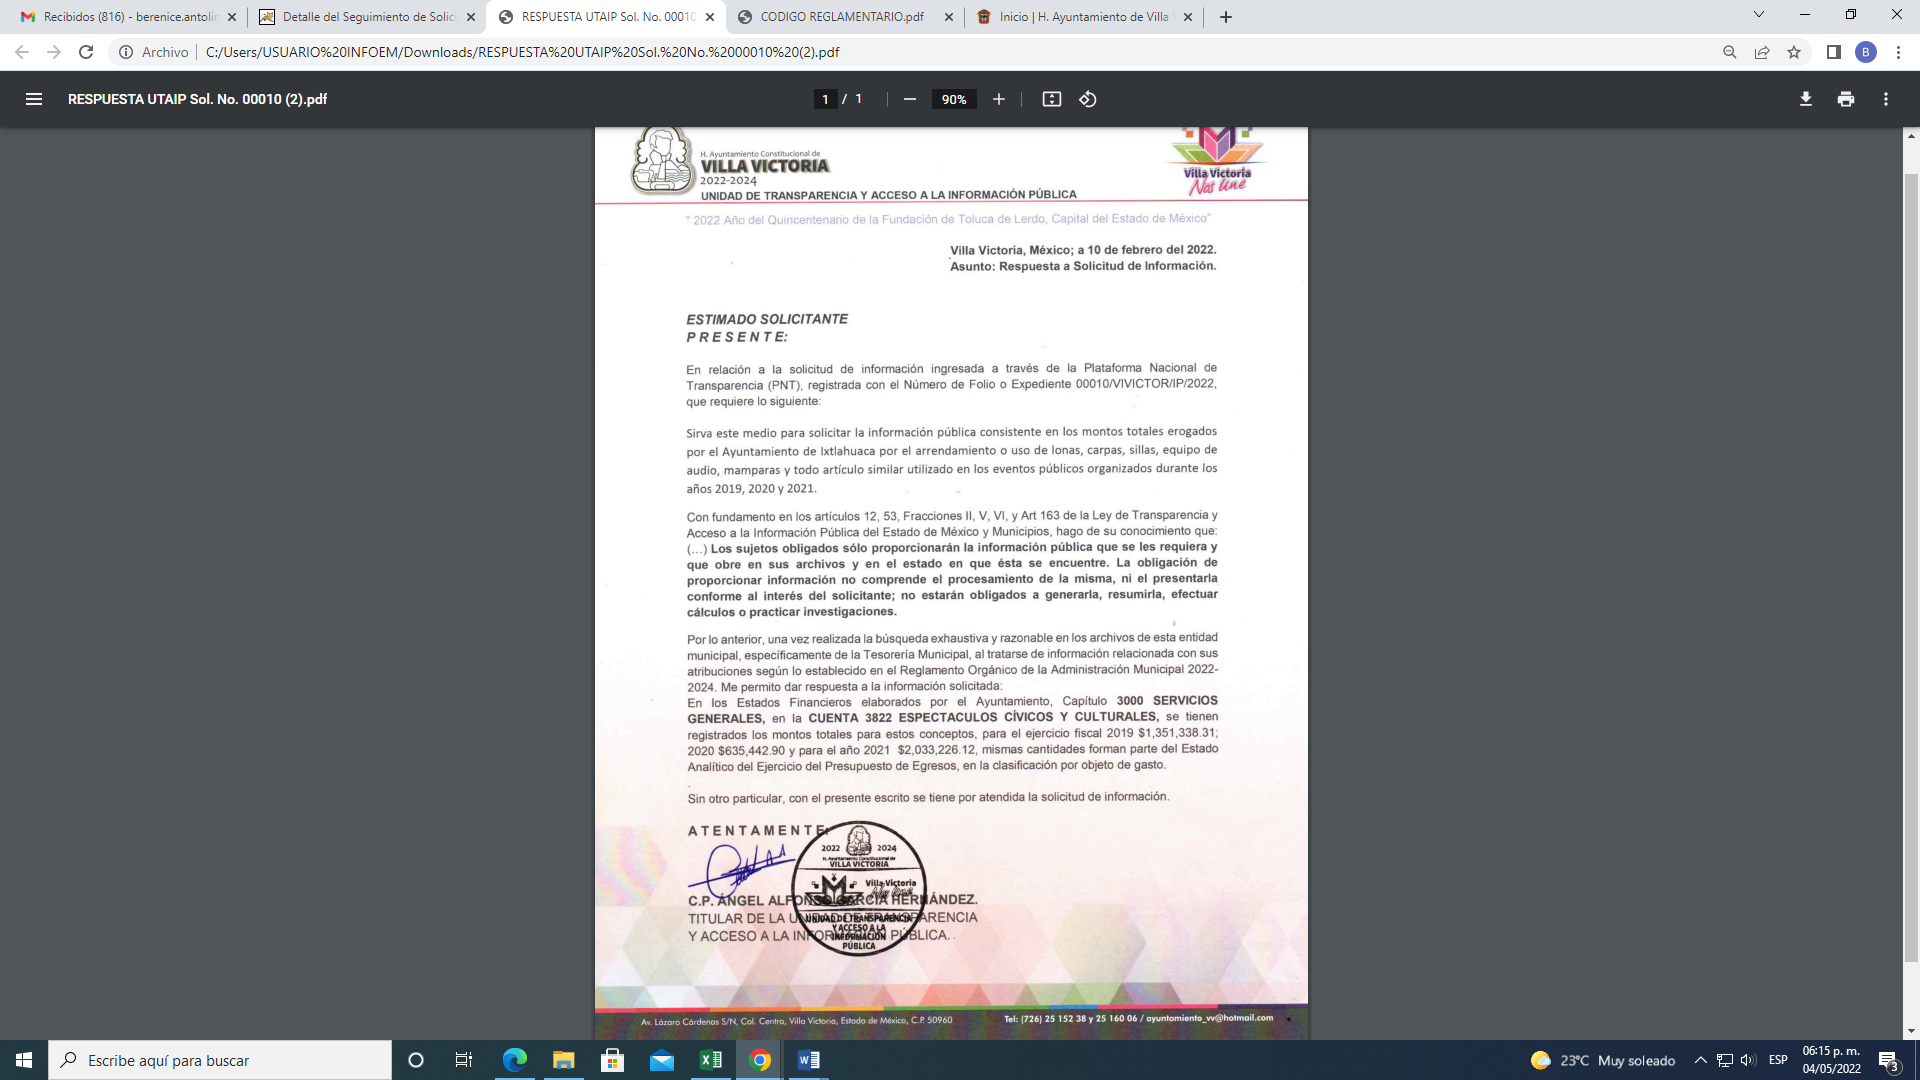 Recibidos (816) - berenice.antolin
Detalle del Seguimiento de Solici
RESPUESTA UTAIP Sol. No. 00010
CODIGO REGLAMENTARIO.pdf
Inicio | H. Ayuntamiento de Villa
Archivo
C:/Users/USUARIO%20INFOEM/Downloads/RESPUESTA%20UTAIP%20Sol.%20No.%2000010%20(2).pdf
B
RESPUESTA UTAIP Sol. No. 00010 (2).pdf
1 / 1
90%
H. Ayuntamiento Constitucional de
VILLA VICTORIA
2022-2024
UNIDAD DE TRANSPARENCIA Y ACCESO A LA INFORMACIÓN PÚBLICA
Villa Victoria
Nos Une
" 2022 Año del Quincentenario de la Fundación de Toluca de Lerdo, Capital del Estado de México"
Villa Victoria, México; a 10 de febrero del 2022.
Asunto: Respuesta a Solicitud de Información.
ESTIMADO SOLICITANTE
P R E S E N T E:
En relación a la solicitud de información ingresada a través de la Plataforma Nacional de
Transparencia (PNT), registrada con el Número de Folio o Expediente 00010/VIVICTOR/IP/2022,
que requiere lo siguiente:
Sirva este medio para solicitar la información pública consistente en los montos totales erogados
por el Ayuntamiento de Ixtlahuaca por el arrendamiento o uso de lonas, carpas, sillas, equipo de
audio, mamparas y todo artículo similar utilizado en los eventos públicos organizados durante los
años 2019, 2020 y 2021.
Con fundamento en los artículos 12, 53, Fracciones II, V, VI, y Art 163 de la Ley de Transparencia y
Acceso a la Información Pública del Estado de México y Municipios, hago de su conocimiento que:
(…) Los sujetos obligados sólo proporcionarán la información pública que se les requiera y
que obre en sus archivos y en el estado en que ésta se encuentre. La obligación de
proporcionar información no comprende el procesamiento de la misma, ni el presentarla
conforme al interés del solicitante; no estarán obligados a generarla, resumirla, efectuar
cálculos o practicar investigaciones.
Por lo anterior, una vez realizada la búsqueda exhaustiva y razonable en los archivos de esta entidad
municipal, específicamente de la Tesorería Municipal, al tratarse de información relacionada con sus
atribuciones según lo establecido en el Reglamento Orgánico de la Administración Municipal 2022-
2024. Me permito dar respuesta a la información solicitada:
En los Estados Financieros elaborados por el Ayuntamiento, Capítulo 3000 SERVICIOS
GENERALES, en la CUENTA 3822 ESPECTACULOS CÍVICOS Y CULTURALES, se tienen
registrados los montos totales para estos conceptos, para el ejercicio fiscal 2019 $1,351,338.31;
2020 $635,442.90 y para el año 2021 $2,033,226.12, mismas cantidades forman parte del Estado
Analítico del Ejercicio del Presupuesto de Egresos, en la clasificación por objeto de gasto.
.
Sin otro particular, con el presente escrito se tiene por atendida la solicitud de información.
A T E N T A M E N T E:
2022 2024
H. Ayuntamiento Constitucional de
VILLA VICTORIA
Villa Victoria
Nos Une
UNIDAD DE TRANSPARENCIA
Y ACCESO A LA
INFORMACIÓN
PÚBLICA
C.P. ÁNGEL ALFONSO GARCÍA HERNÁNDEZ.
TITULAR DE LA UNIDAD DE TRANSPARENCIA
Y ACCESO A LA INFORMACIÓN PÚBLICA.
Av. Lázaro Cárdenas S/N, Col. Centro, Villa Victoria, Estado de México, C.P. 50960
Tel: (726) 25 152 38 y 25 160 06 / ayuntamiento_vv@hotmail.com
Escribe aquí para buscar
23°C Muy soleado
ESP
06:15 p. m.
04/05/2022
3